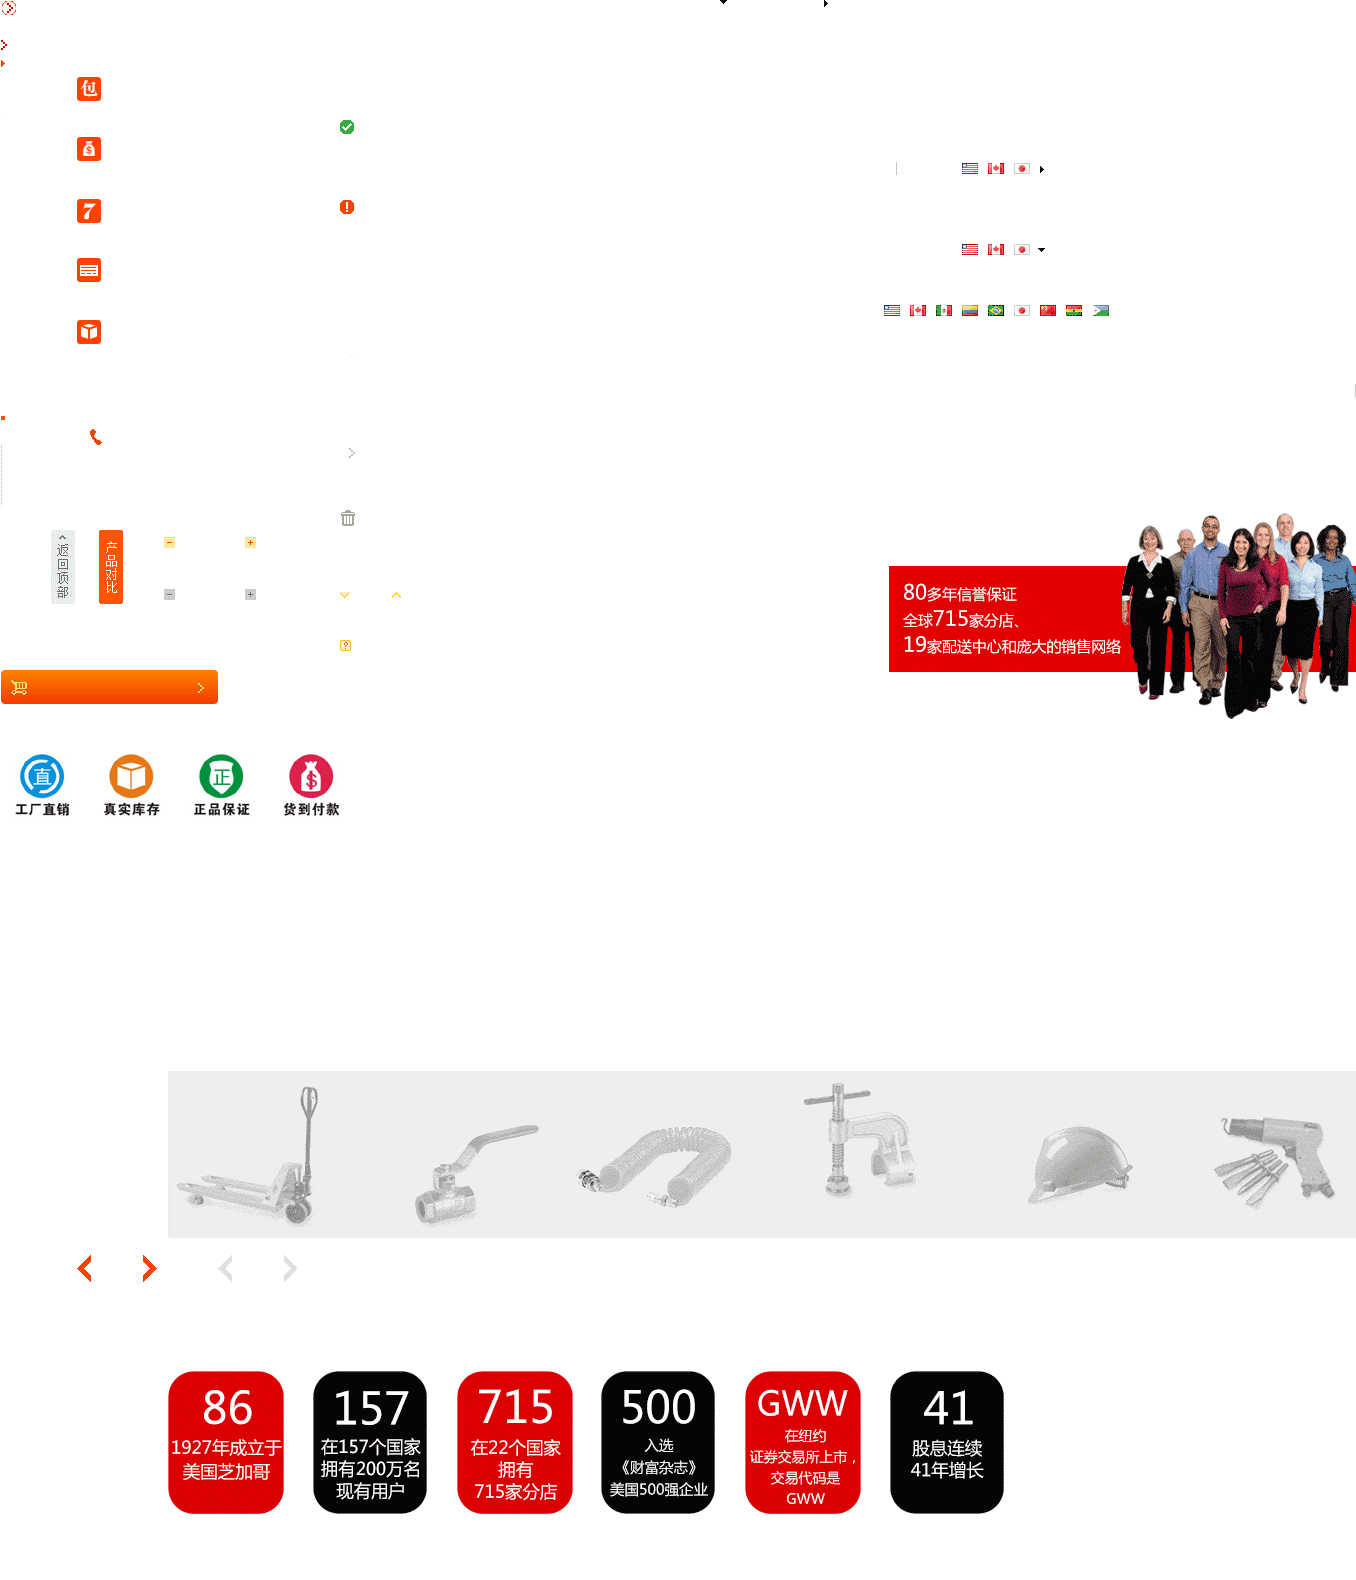 包
7
返回顶部
产品对比
80多年信誉保证
全球715家分店、
19家配送中心和庞大的销售网络
直
正
工厂直销
真实库存
正品保证
货到付款
86
1927年成立于
美国芝加哥
157
在157个国家
拥有200万名
现有用户
715
在22个国家
拥有
715家分店
500
入选
《财富杂志》
美国500强企业
GWW
在纽约
证券交易所上市，
交易代码是
GWW
41
股息连续
41年增长